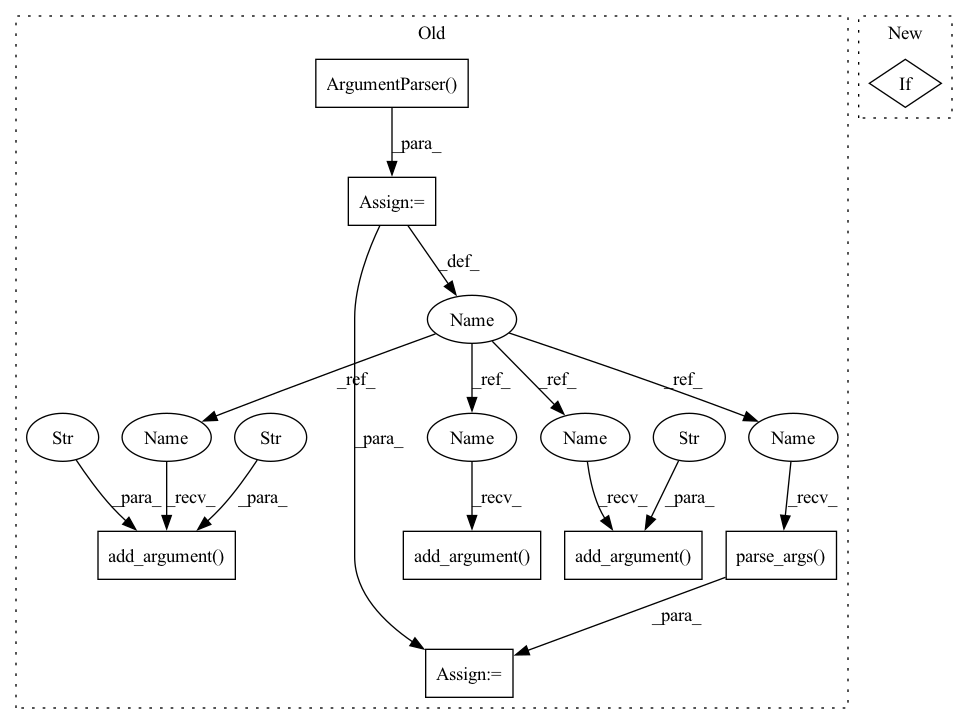 Old
New
ArgumentParser()
If
_para_
Assign:=
_def_
Name
_ref_
_ref_
_ref_
_ref_
Str
Name
Str
_para_
Name
Name
Str
Name
_para_
_recv_
_para_
_recv_
_recv_
_para_
_recv_
add_argument()
add_argument()
add_argument()
parse_args()
_para_
Assign:=